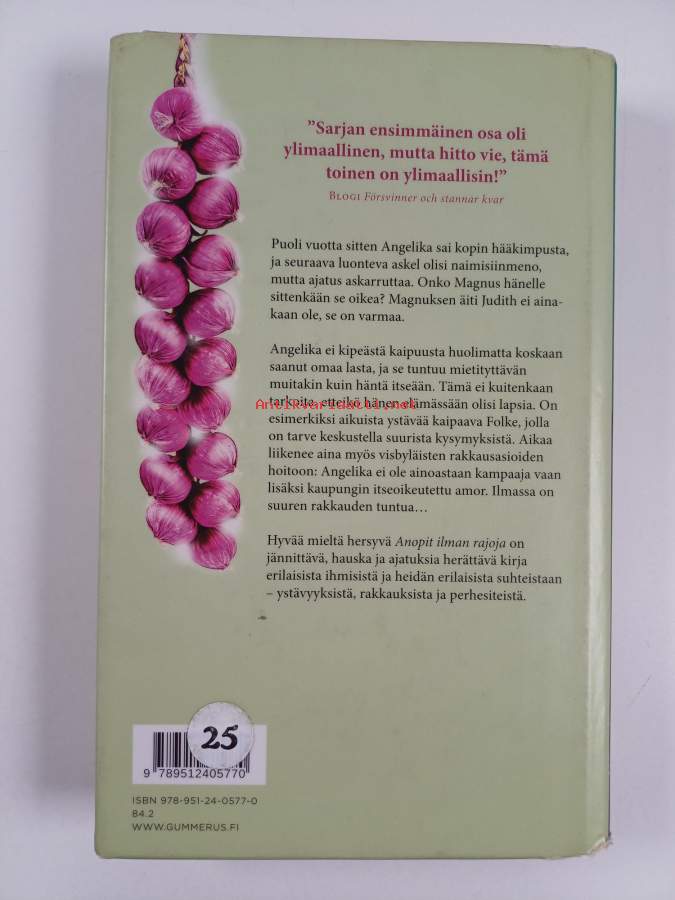 ”Sarjan ensimmäinen osa oli
ylimaallinen, mutta hitto vie, tämä
toinen on ylimaallisin!”
Blogi Försvinner och stannar kvar
Puoli vuotta sitten Angelika sai kopin hääkimpusta,
ja seuraava luonteva askel olisi naimisiinmeno,
mutta ajatus askarruttaa. Onko Magnus hänelle
sittenkään se oikea? Magnuksen äiti Judith ei aina-
kaan ole, se on varmaa.
Angelika ei kipeästä kaipuusta huolimatta koskaan
saanut omaa lasta, ja se tuntuu mietityttävän
muitakin kuin häntä itseään. Tämä ei kuitenkaan
tarkoita, etteikö hänen elämässään olisi lapsia. On
Antikvariaatti.net
esimerkiksi aikuista ystävää kaipaava Folke, jolla
on tarve keskustella suurista kysymyksistä. Aikaa
liikenee aina myös visbyläisten rakkausasioiden
hoitoon: Angelika ei ole ainoastaan kampaaja vaan
lisäksi kaupungin itseoikeutettu amor. Ilmassa on
suuren rakkauden tuntua…
Hyvää mieltä hersyvä Anopit ilman rajoja on
jännittävä, hauska ja ajatuksia herättävä kirja
erilaisista ihmisistä ja heidän erilaisista suhteistaan
– ystävyyksistä, rakkauksista ja perhesiteistä.
25
9 789512405770
ISBN 978-951-24-0577-0
84.2
WWW.GUMMERUS.FI